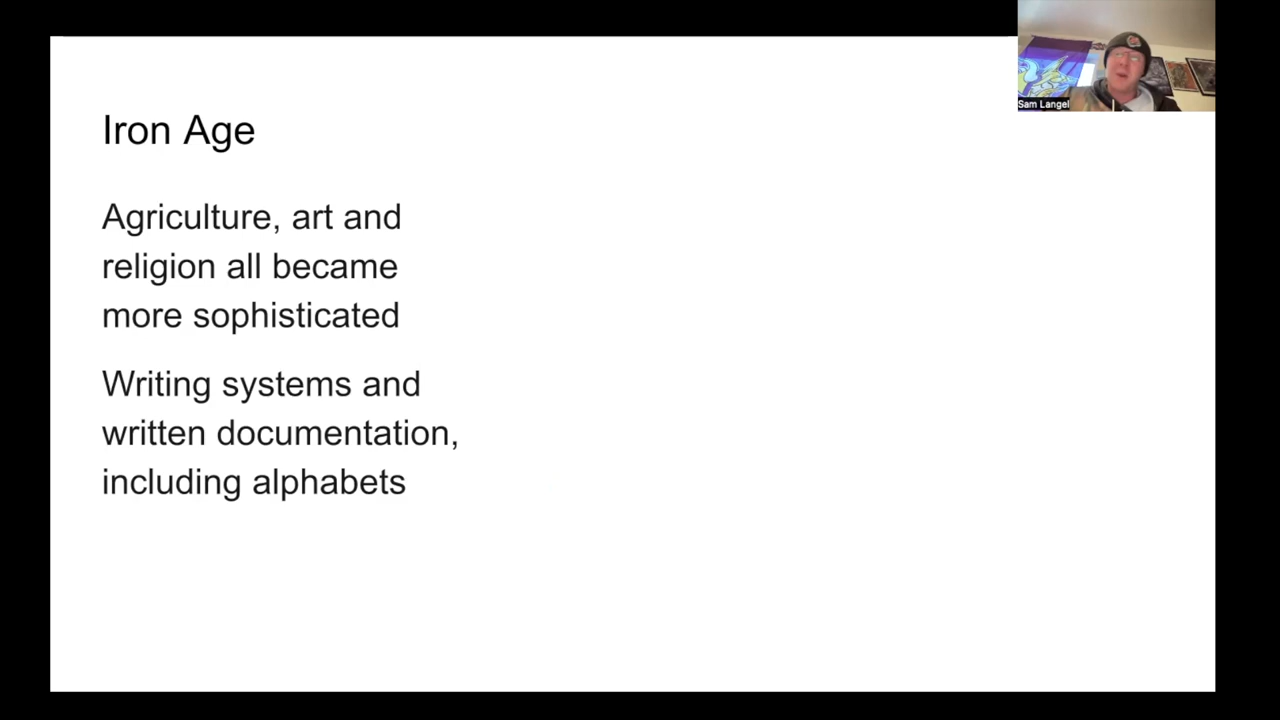 Iron Age
Agriculture, art and
religion all became
more sophisticated
Writing systems and
written documentation,
including alphabets
Sam Langel